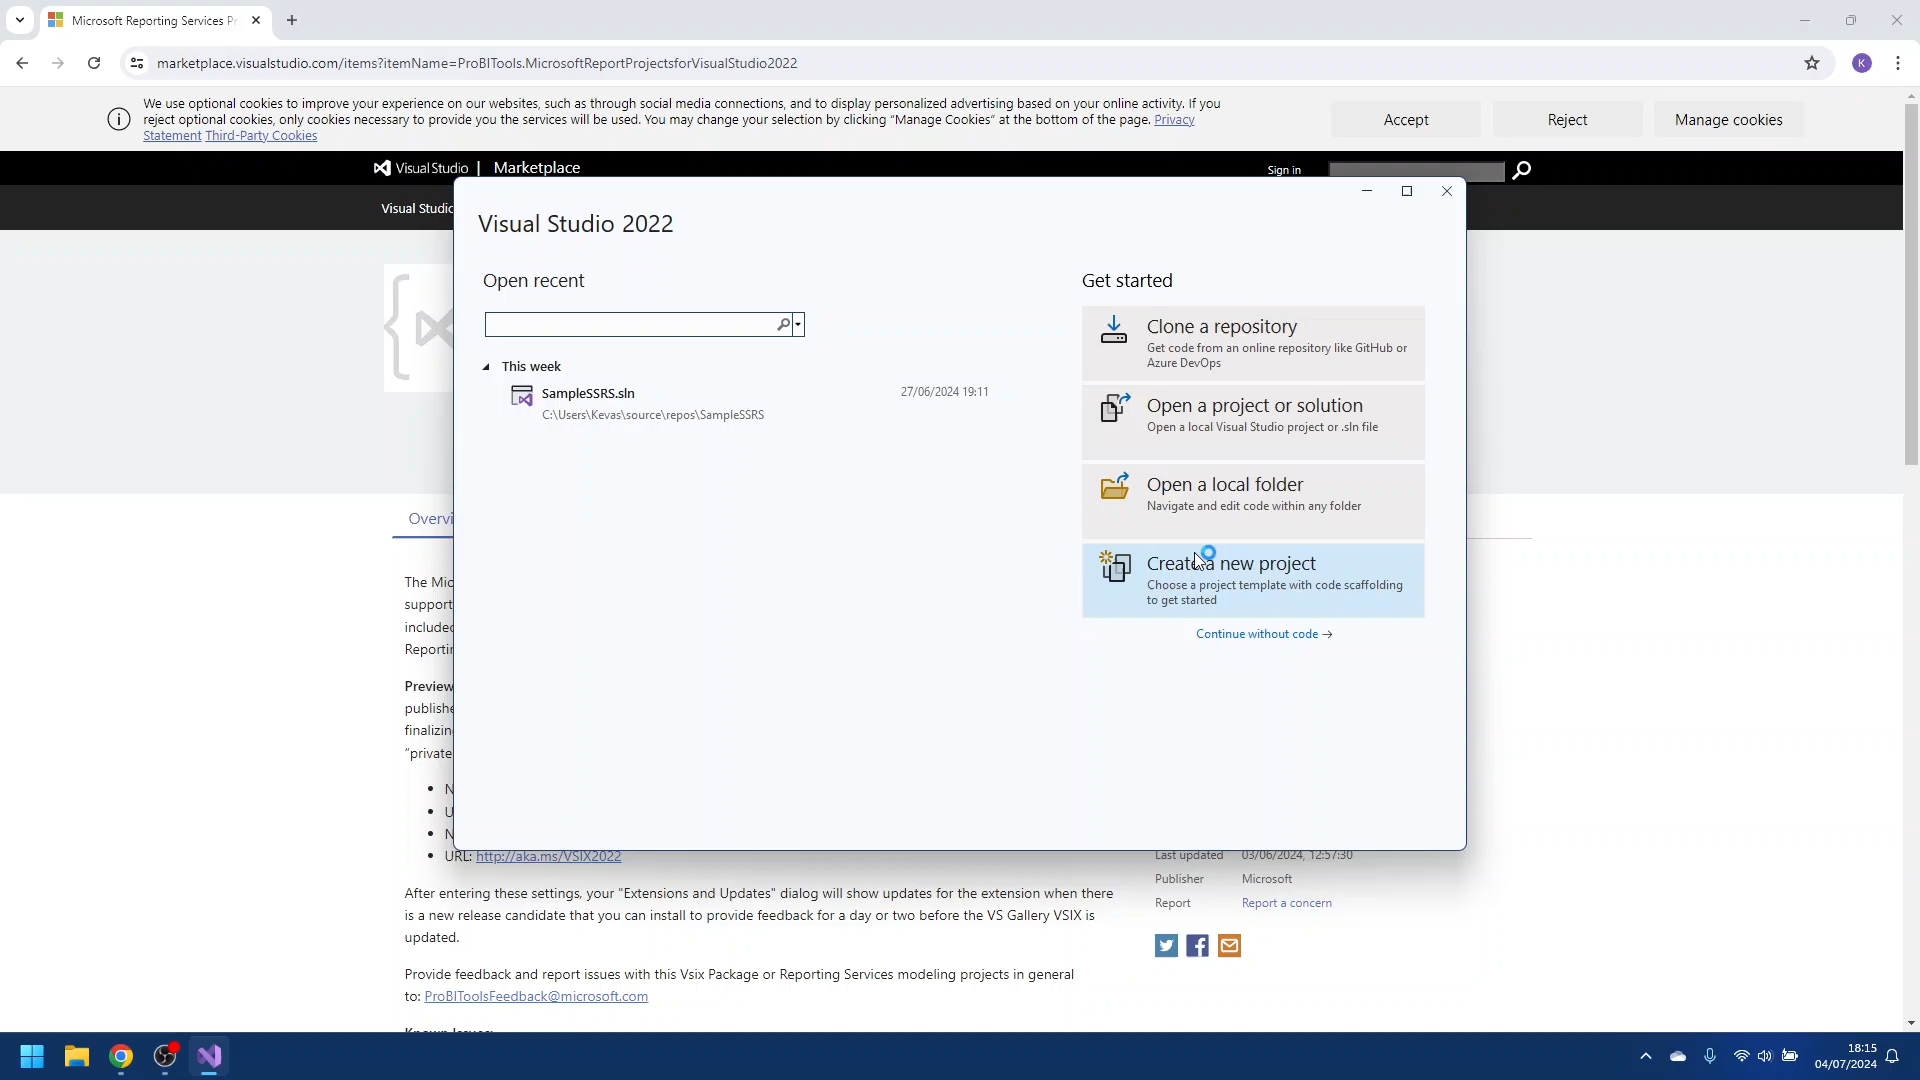 Microsoft Reporting Services Pr
marketplace.visualstudio.com/items?itemName=ProBITools.MicrosoftReportProjectsforVisualStudio2022
K
We use optional cookies to improve your experience on our websites, such as through social media connections, and to display personalized advertising based on your online activity. If you
reject optional cookies, only cookies necessary to provide you the services will be used. You may change your selection by clicking “Manage Cookies” at the bottom of the page. Privacy
Statement Third-Party Cookies
Accept
Reject
Manage cookies
Visual Studio | Marketplace
Sign in
Visual Studio
Visual Studio 2022
Open recent
This week
SampleSSRS.sln
27/06/2024 19:11
C:\Users\Kevas\source\repos\SampleSSRS
Get started
Clone a repository
Get code from an online repository like GitHub or
Azure DevOps
Open a project or solution
Open a local Visual Studio project or .sln file
Open a local folder
Navigate and edit code within any folder
Create a new project
Choose a project template with code scaffolding
to get started
Continue without code →
Overvi
The Mic
support
included
Reportin
Preview
publishe
finalizin
“private
N
U
N
URL: http://aka.ms/VSIX2022
After entering these settings, your "Extensions and Updates" dialog will show updates for the extension when there
is a new release candidate that you can install to provide feedback for a day or two before the VS Gallery VSIX is
updated.
Provide feedback and report issues with this Vsix Package or Reporting Services modeling projects in general
to: ProBIToolsFeedback@microsoft.com
Known Issues:
Last updated 03/06/2024, 12:57:30
Publisher Microsoft
Report Report a concern
18:15
04/07/2024